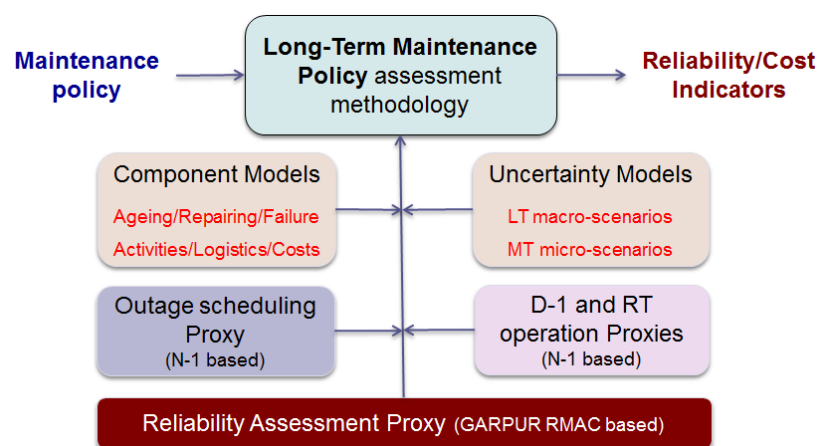 Maintenance
policy
Long-Term Maintenance
Policy assessment
methodology
Reliability/Cost
Indicators
Component Models
Ageing/Repairing/Failure
Activities/Logistics/Costs
Uncertainty Models
LT macro-scenarios
MT micro-scenarios
Outage scheduling
Proxy
(N-1 based)
D-1 and RT
operation Proxies
(N-1 based)
Reliability Assessment Proxy (GARPUR RMAC based)